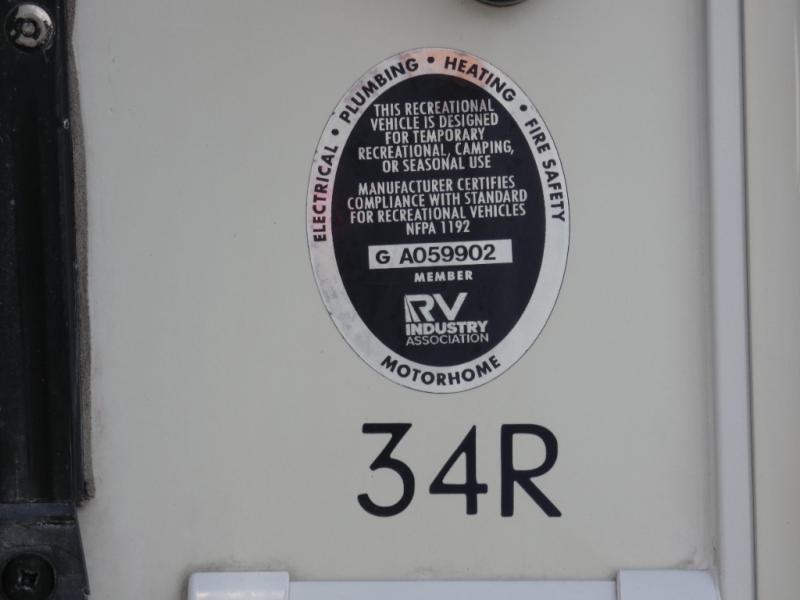 ELECTRICAL • PLUMBING • HEATING • FIRE SAFETY
THIS RECREATIONAL
VEHICLE IS DESIGNED
FOR TEMPORARY
RECREATIONAL, CAMPING,
OR SEASONAL USE
MANUFACTURER CERTIFIES
COMPLIANCE WITH STANDARD
FOR RECREATIONAL VEHICLES
NFPA 1192
G A059902
MEMBER
RV
INDUSTRY
ASSOCIATION
MOTORHOME
34R